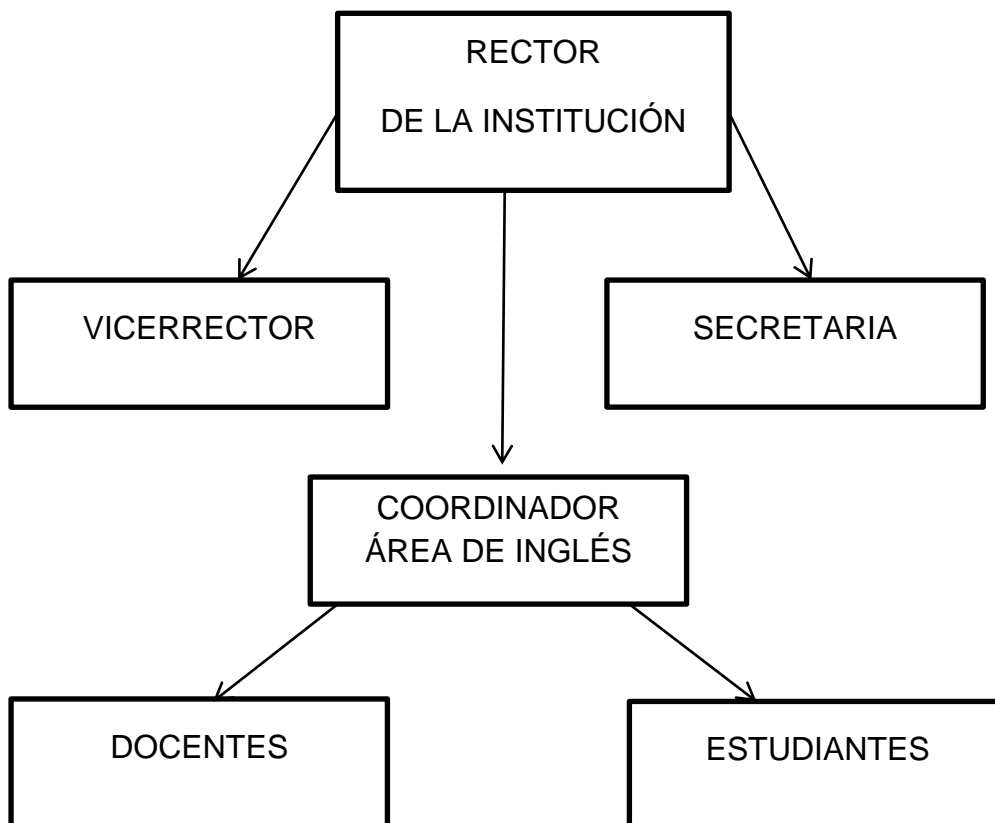 RECTOR
DE LA INSTITUCIÓN
VICERRECTOR
SECRETARIA
COORDINADOR
ÁREA DE INGLÉS
DOCENTES
ESTUDIANTES